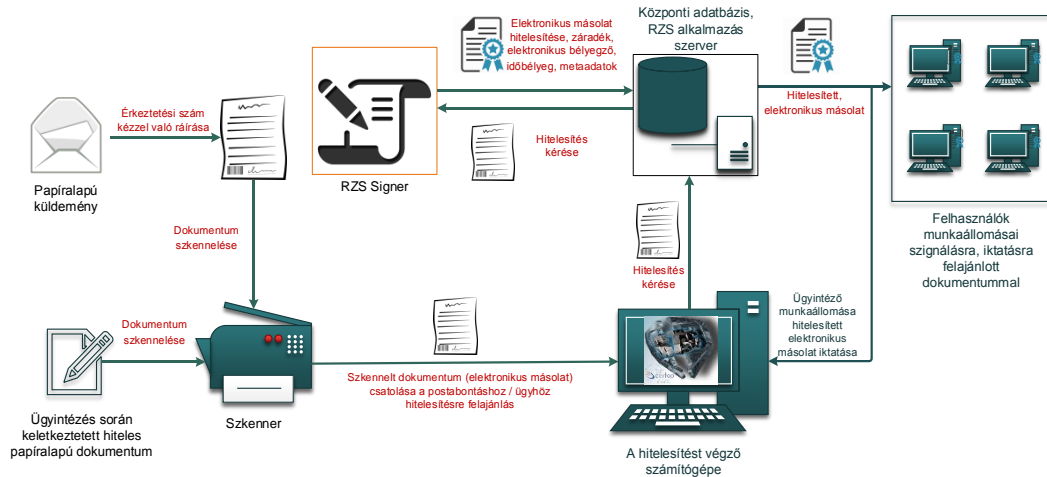 Elektronikus másolat
hitelesítése, záradék,
elektronikus bélyegző,
időbélyeg, metaadatok
Központi adatbázis,
RZS alkalmazás
szerver
Érkeztetési szám
kézzel való ráírása
Hitelesített,
elektronikus másolat
Hitelesítés
kérése
Papíralapú
küldemény
RZS Signer
Dokumentum
szkennelése
Hitelesítés
kérése
Felhasználók
munkaállomásai
szignálásra, iktatásra
felajánlott
dokumentummal
Dokumentum
szkennelése
Ügyintéző
munkaállomása
hitelesített
elektronikus
másolat iktatása
Szkennelt dokumentum (elektronikus másolat)
csatolása a postabontáshoz / ügyhöz
hitelesítésre felajánlás
Ügyintézés során
keletkeztetett hiteles
papíralapú dokumentum
Szkenner
A hitelesítést végző
számítógépe